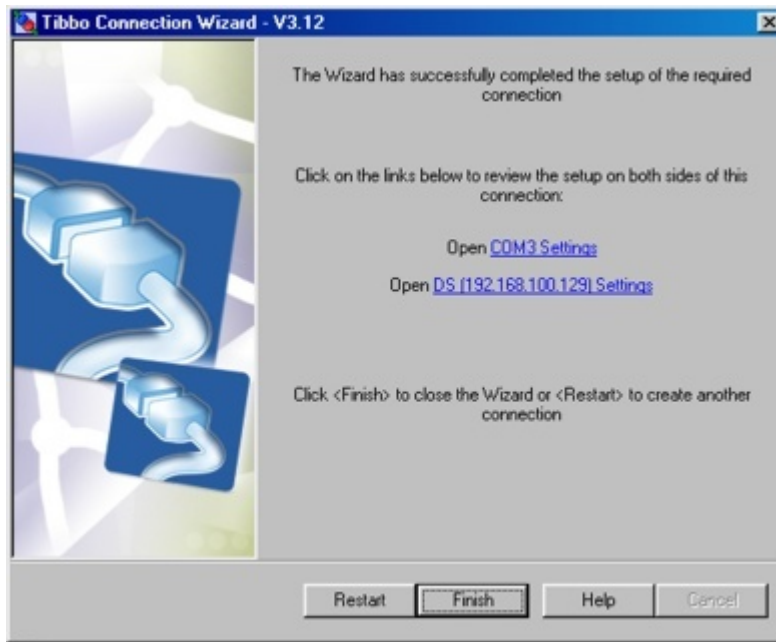 Tibbo Connection Wizard - V3.12
The Wizard has successfully completed the setup of the required
connection
Click on the links below to review the setup on both sides of this
connection:
Open COM3 Settings
Open DS (192.168.100.129) Settings
Click <Finish> to close the Wizard or <Restart> to create another
connection
Restart Finish Help Cancel